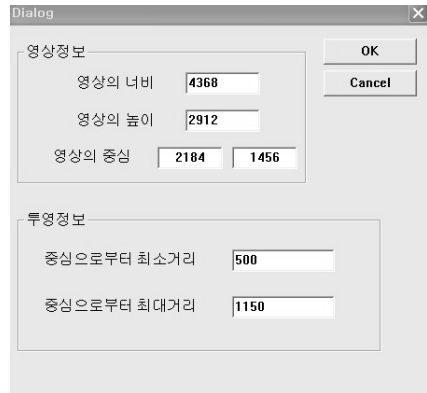 Dialog
영상정보
OK
영상의 너비 4368
Cancel
영상의 높이 2912
영상의 중심 2184 1456
투영정보
중심으로부터 최소거리 500
중심으로부터 최대거리 1150